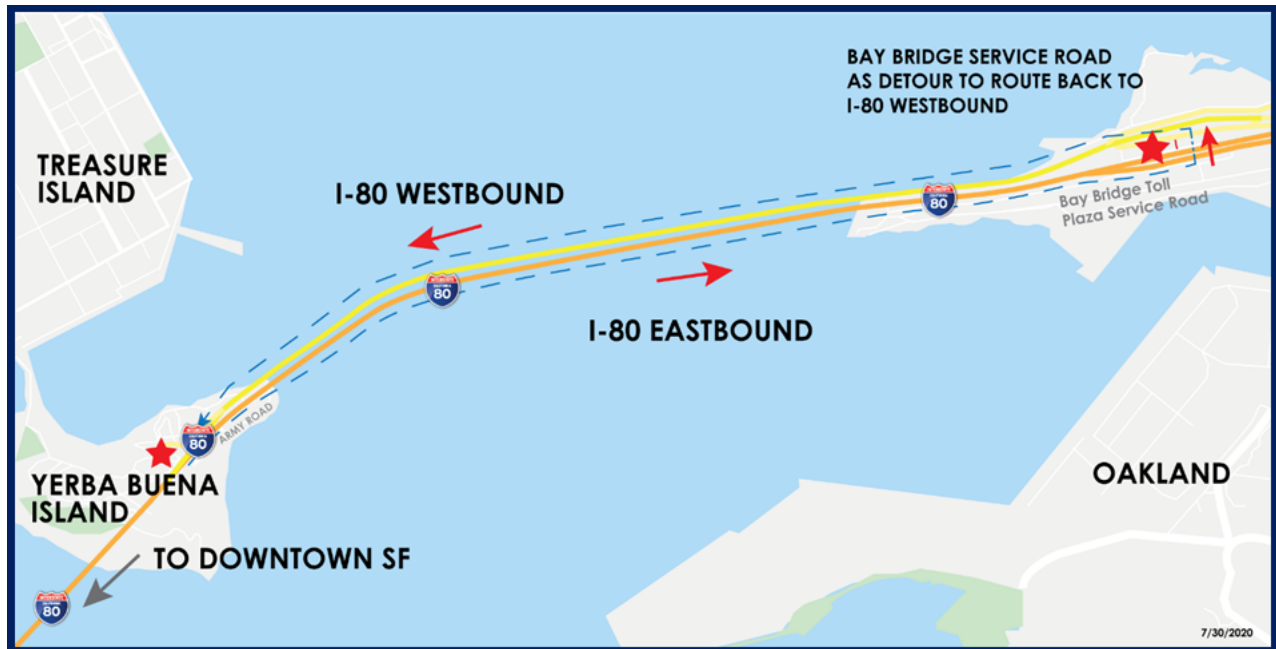 BAY BRIDGE SERVICE ROAD
AS DETOUR TO ROUTE BACK TO
I-80 WESTBOUND
TREASURE
ISLAND
I-80 WESTBOUND
80
Bay Bridge Toll
Plaza Service Road
80
I-80 EASTBOUND
ARMY ROAD
80
YERBA BUENA
ISLAND
OAKLAND
TO DOWNTOWN SF
80
7/30/2020